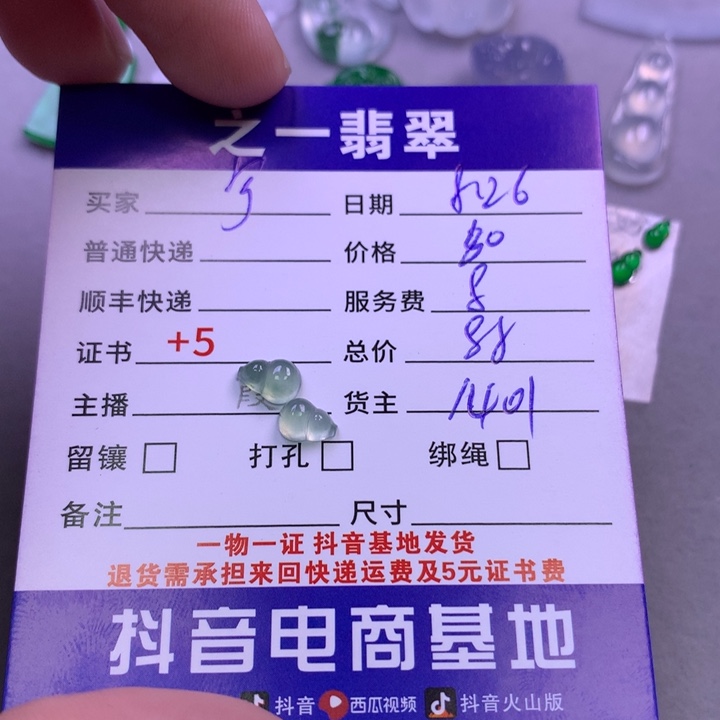 之一翡翠
买家 日期 8.26
普通快递 价格 80
顺丰快递 服务费 8
证书 +5 总价 88
主播 货主 1401
留镶 打孔 绑绳
备注 尺寸
一物一证 抖音基地发货
退货需承担来回快递运费及5元证书费
抖音电商基地
抖音 西瓜视频 抖音火山版